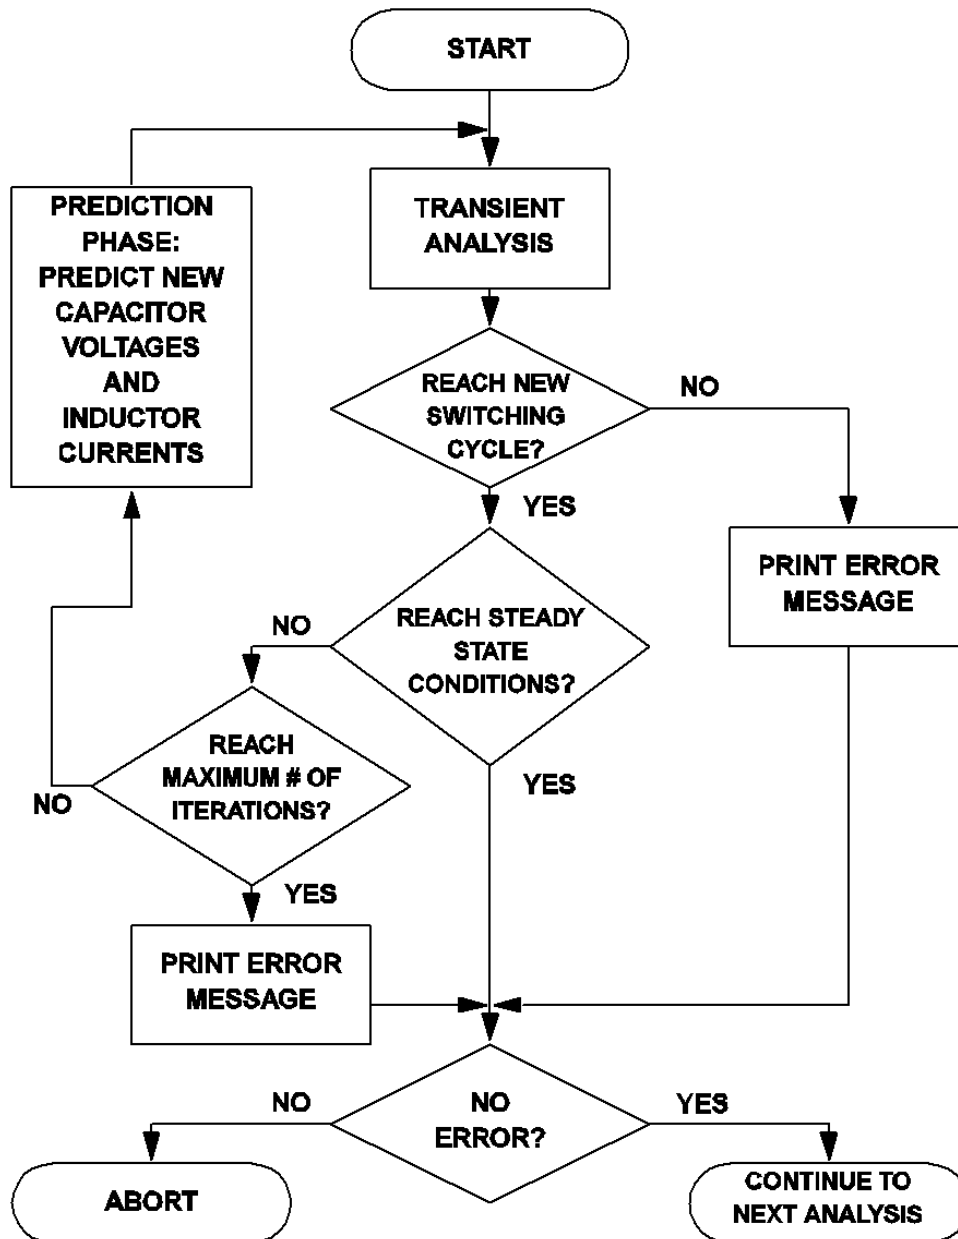 START
PREDICTION
PHASE:
PREDICT NEW
CAPACITOR
VOLTAGES
AND
INDUCTOR
CURRENTS
TRANSIENT
ANALYSIS
REACH NEW
SWITCHING
CYCLE?
NO
YES
PRINT ERROR
MESSAGE
REACH STEADY
STATE
CONDITIONS?
NO
YES
REACH
MAXIMUM # OF
ITERATIONS?
NO
YES
PRINT ERROR
MESSAGE
NO
ERROR?
NO
YES
ABORT
CONTINUE TO
NEXT ANALYSIS